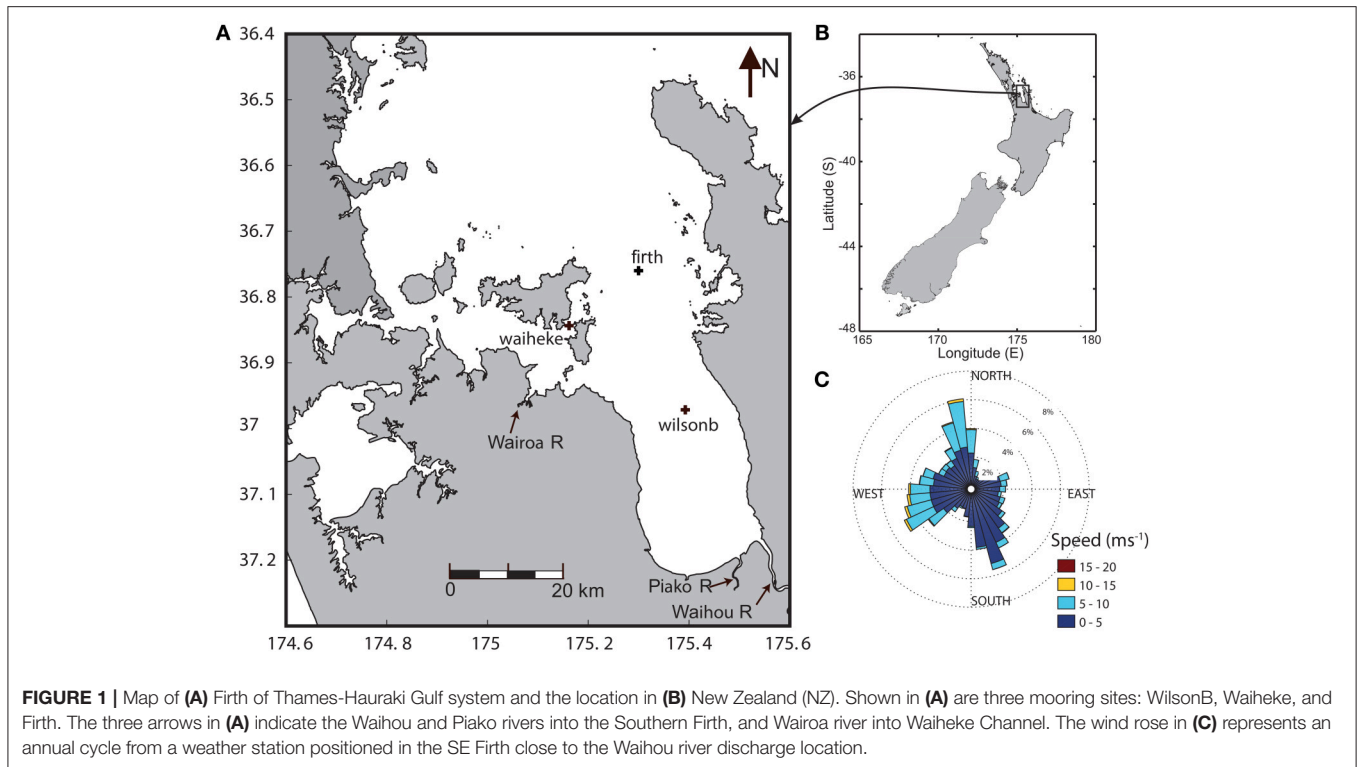 A
36.4
36.5
36.6
36.7
36.8
36.9
37
37.1
37.2
174.6
174.8
175
175.2
175.4
175.6
N
firth
waiheke
wilsonb
Wairoa R
Piako R
Waihou R
0
20 km
B
-36
-40
-44
-48
Latitude (S)
165
170
175
180
Longitude (E)
C
NORTH
8%
6%
4%
2%
WEST
EAST
SOUTH
Speed (ms-1)
15 - 20
10 - 15
5 - 10
0 - 5
FIGURE 1 | Map of (A) Firth of Thames-Hauraki Gulf system and the location in (B) New Zealand (NZ). Shown in (A) are three mooring sites: WilsonB, Waiheke, and
Firth. The three arrows in (A) indicate the Waihou and Piako rivers into the Southern Firth, and Wairoa river into Waiheke Channel. The wind rose in (C) represents an
annual cycle from a weather station positioned in the SE Firth close to the Waihou river discharge location.